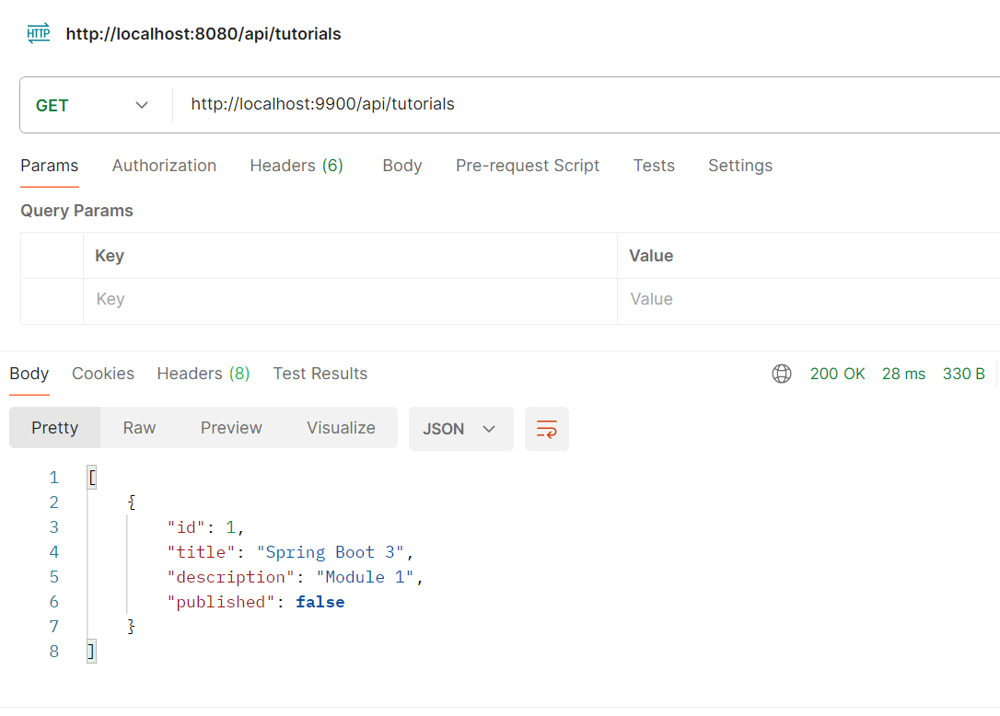 HTTP http://localhost:8080/api/tutorials
GET http://localhost:9900/api/tutorials
Params Authorization Headers (6) Body Pre-request Script Tests Settings
Query Params
Key Value
Key Value
Body Cookies Headers (8) Test Results 200 OK 28 ms 330 B
Pretty Raw Preview Visualize JSON
1 [
2 {
3 "id": 1,
4 "title": "Spring Boot 3",
5 "description": "Module 1",
6 "published": false
7 }
8 ]